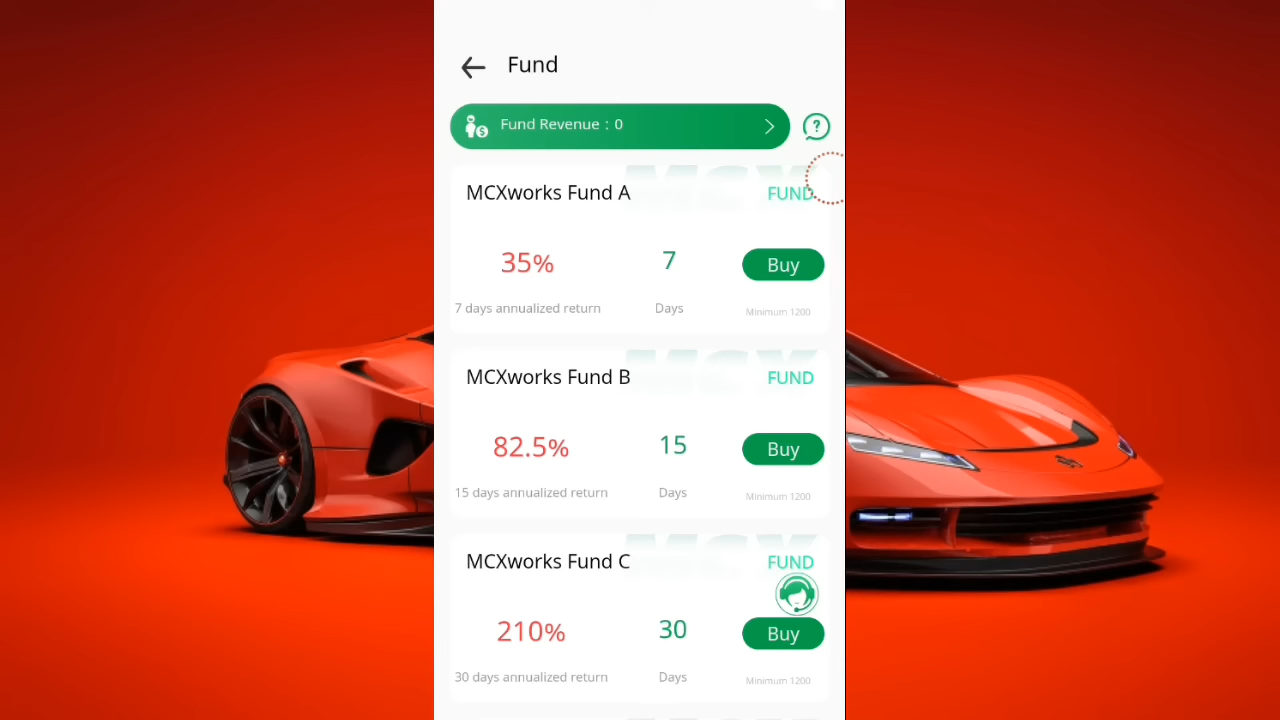 Fund
Fund Revenue : 0
MCXworks Fund A
FUND
35%
7
Buy
7 days annualized return
Days
Minimum 1200
MCXworks Fund B
FUND
82.5%
15
Buy
15 days annualized return
Days
Minimum 1200
MCXworks Fund C
FUND
210%
30
Buy
30 days annualized return
Days
Minimum 1200